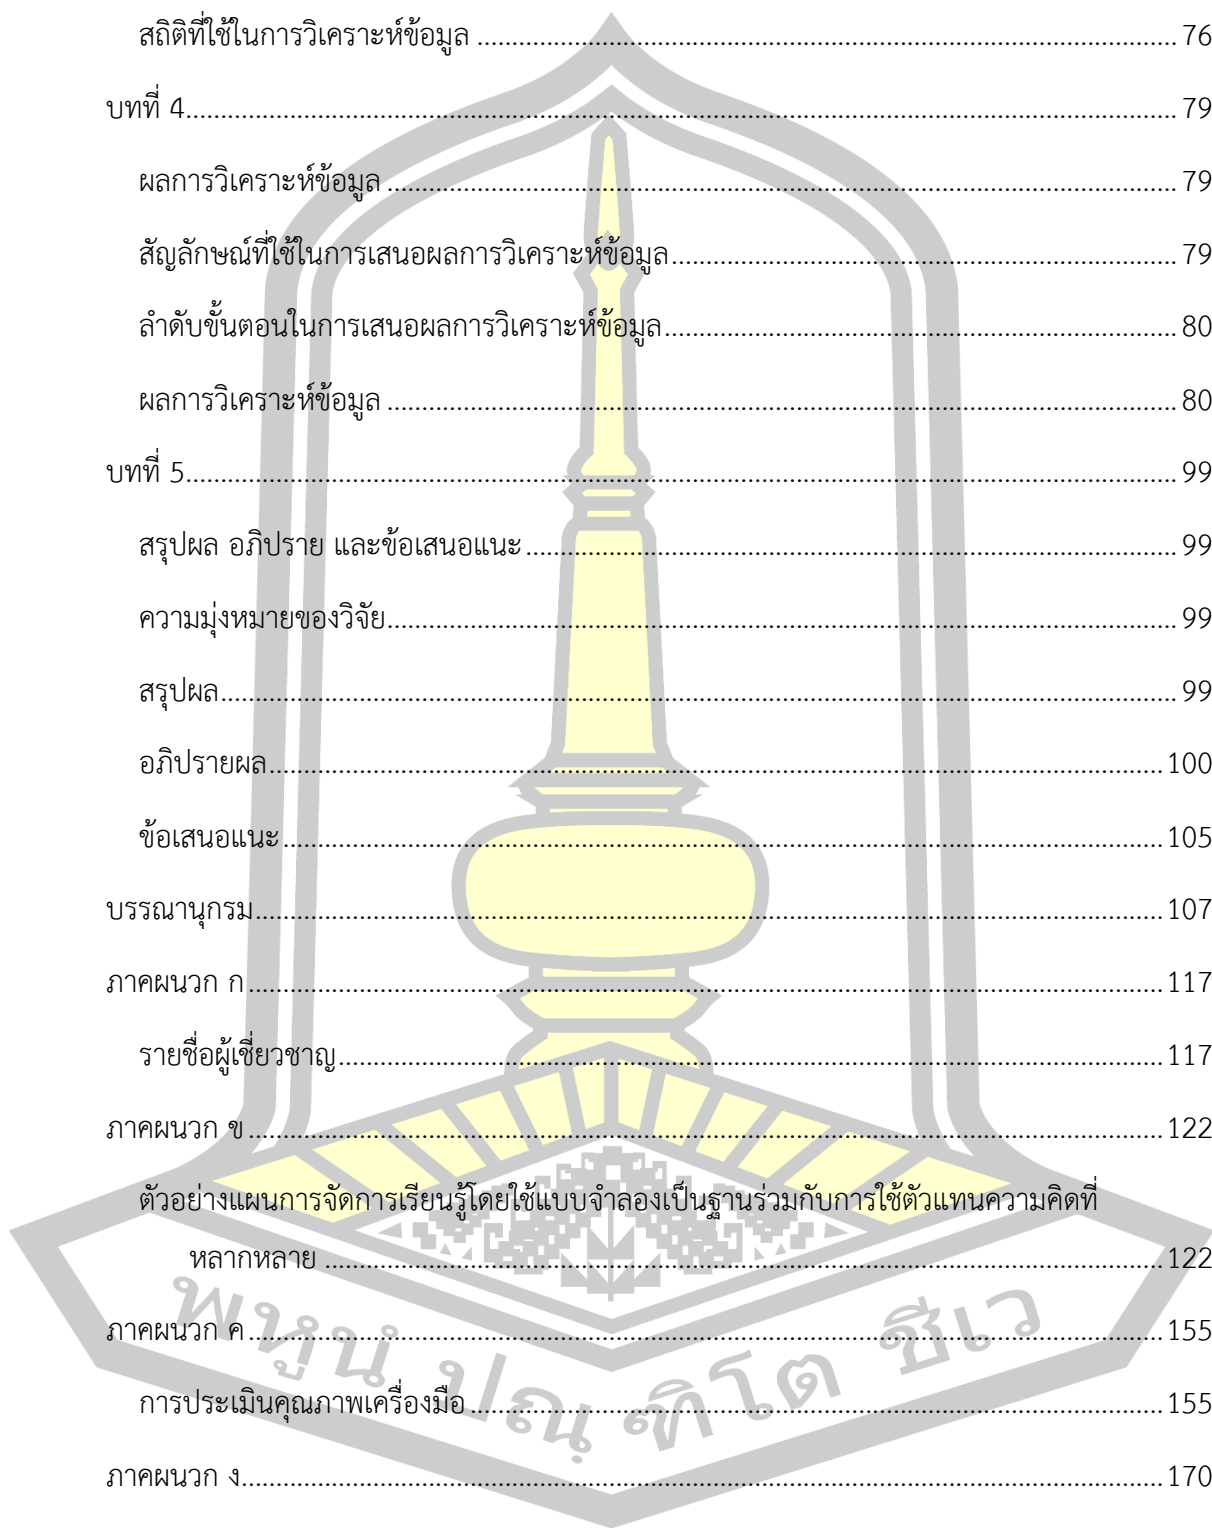 สถิติที่ใช้ในการวิเคราะห์ข้อมูล ........ 76
บทที่ 4 ........ 79
ผลการวิเคราะห์ข้อมูล ........ 79
สัญลักษณ์ที่ใช้ในการเสนอผลการวิเคราะห์ข้อมูล ........ 79
ลำดับขั้นตอนในการเสนอผลการวิเคราะห์ข้อมูล ........ 80
ผลการวิเคราะห์ข้อมูล ........ 80
บทที่ 5 ........ 99
สรุปผล อภิปราย และข้อเสนอแนะ ........ 99
ความมุ่งหมายของวิจัย ........ 99
สรุปผล ........ 99
อภิปรายผล ........ 100
ข้อเสนอแนะ ........ 105
บรรณานุกรม ........ 107
ภาคผนวก ก ........ 117
รายชื่อผู้เชี่ยวชาญ ........ 117
ภาคผนวก ข ........ 122
ตัวอย่างแผนการจัดการเรียนรู้โดยใช้แบบจำลองเป็นฐานร่วมกับการใช้ตัวแทนความคิดที่
หลากหลาย ........ 122
ภาคผนวก ค ........ 155
การประเมินคุณภาพเครื่องมือ ........ 155
ภาคผนวก ง ........ 170
พหูนํ ปณฺฑิโต ชีเว